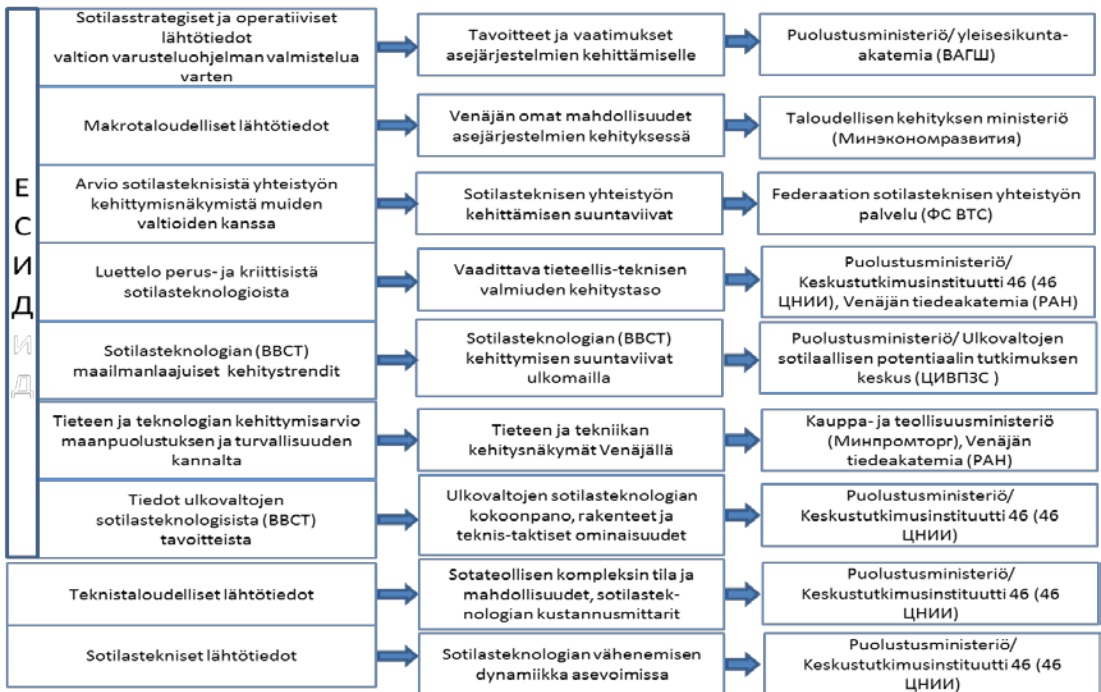 Е
С
И
Д
И
Д
Sotilasstrategiset ja operatiiviset
lähtötiedot
valtion varusteluohjelman valmistelua
varten
Tavoitteet ja vaatimukset
asejärjestelmien kehittämiselle
Puolustusministeriö/ yleisesikunta-
akatemia (ВАГШ)
Makrotaloudelliset lähtötiedot
Venäjän omat mahdollisuudet
asejärjestelmien kehityksessä
Taloudellisen kehityksen ministeriö
(Минэкономразвития)
Arvio sotilasteknisistä yhteistyön
kehittymisnäkymistä muiden
valtioiden kanssa
Sotilasteknisen yhteistyön
kehittämisen suuntaviivat
Federaation sotilasteknisen yhteistyön
palvelu (ФС ВТС)
Luettelo perus- ja kriittisistä
sotilasteknologioista
Vaadittava tieteellis-teknisen
valmiuden kehitystaso
Puolustusministeriö/
Keskustutkimusinstituutti 46 (46
ЦНИИ), Venäjän tiedeakatemia (РАН)
Sotilasteknologian (BBCT)
maailmanlaajuiset kehitystrendit
Sotilasteknologian (BBCT)
kehittymisen suuntaviivat
ulkomailla
Puolustusministeriö/ Ulkovaltojen
sotilaallisen potentiaalin tutkimuksen
keskus (ЦИВПЗС )
Tieteen ja teknologian kehittymisarvio
maanpuolustuksen ja turvallisuuden
kannalta
Tieteen ja tekniikan
kehitysnäkymät Venäjällä
Kauppa- ja teollisuusministeriö
(Минпромторг), Venäjän
tiedeakatemia (РАН)
Tiedot ulkovaltojen
sotilasteknologisista (BBCT)
tavoitteista
Ulkovaltojen sotilasteknologian
kokoonpano, rakenteet ja
teknis-taktiset ominaisuudet
Puolustusministeriö/
Keskustutkimusinstituutti 46 (46
ЦНИИ)
Teknistaloudelliset lähtötiedot
Sotateollisen kompleksin tila ja
mahdollisuudet, sotilastek-
nologian kustannusmittarit
Puolustusministeriö/
Keskustutkimusinstituutti 46 (46
ЦНИИ)
Sotilastekniset lähtötiedot
Sotilasteknologian vähenemisen
dynamiikka asevoimissa
Puolustusministeriö/
Keskustutkimusinstituutti 46 (46
ЦНИИ)